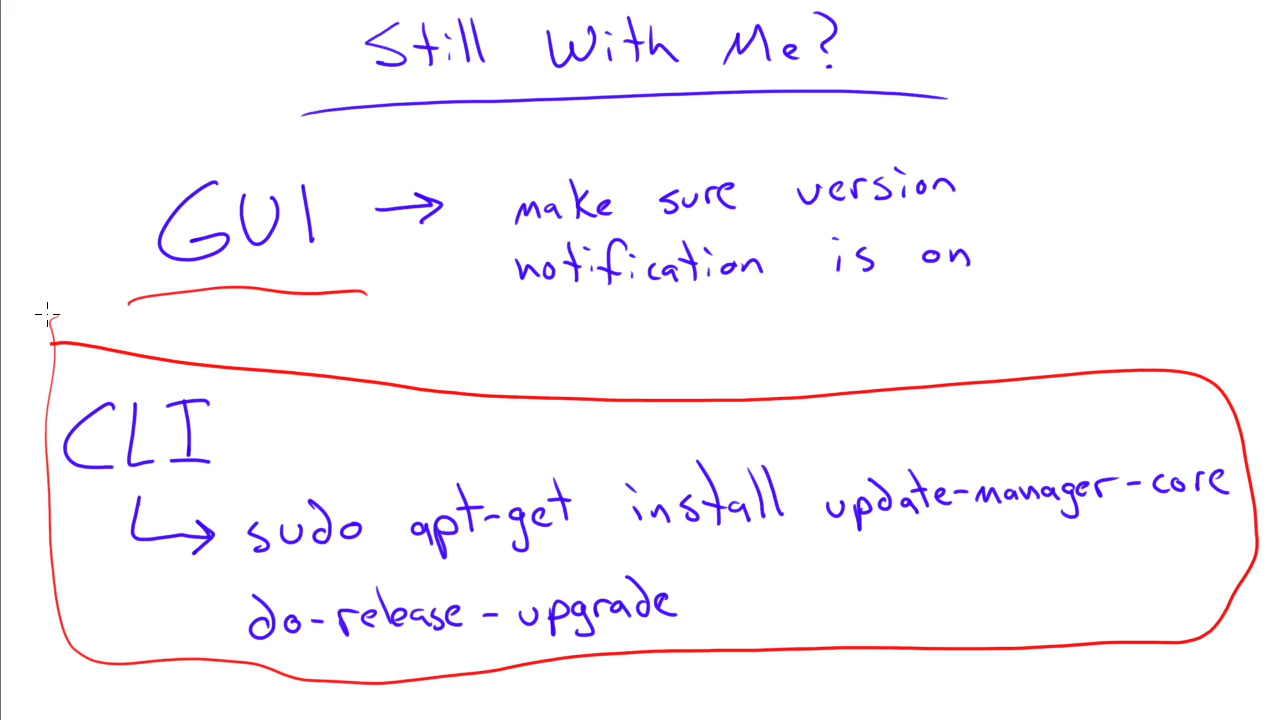 Still With Me?
GUI → make sure version
notification is on
CLI
↳ sudo apt-get install update-manager-core
do-release-upgrade